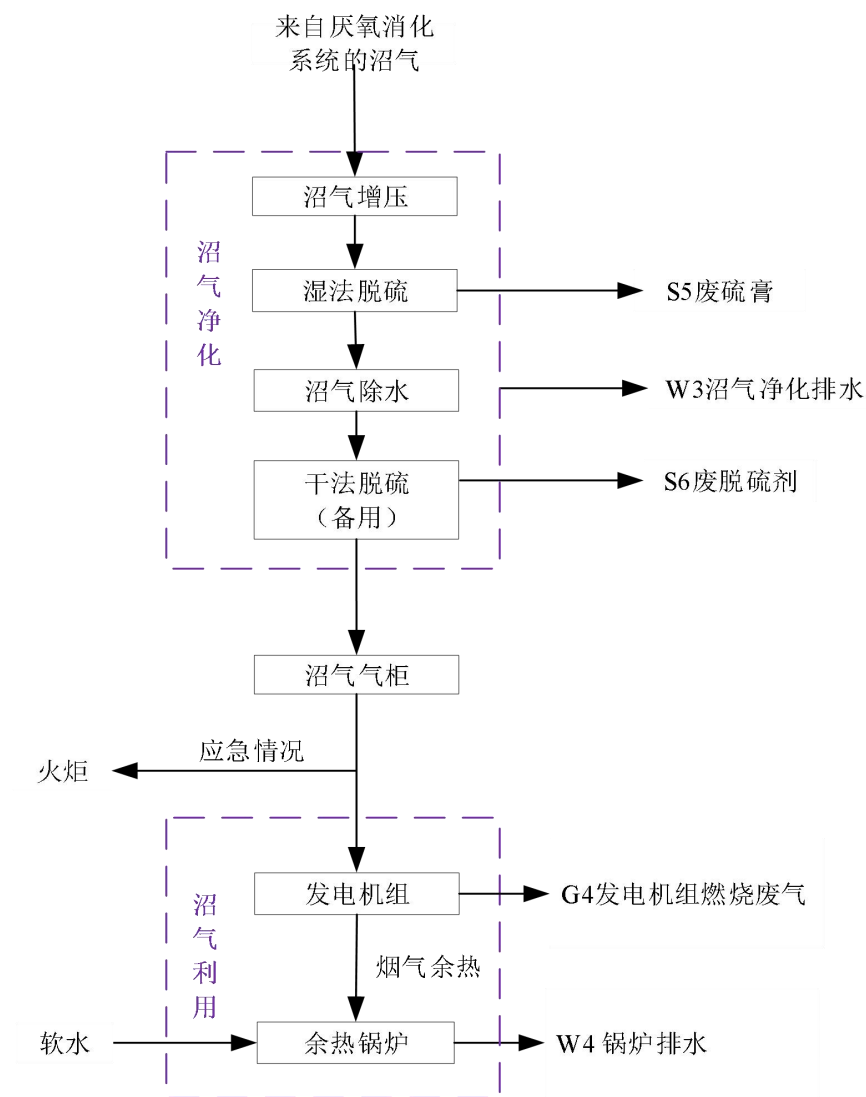 来自厌氧消化
系统的沼气
沼气增压
沼气净化
湿法脱硫
S5废硫膏
沼气除水
W3沼气净化排水
干法脱硫
（备用）
S6废脱硫剂
沼气气柜
应急情况
火炬
发电机组
G4发电机组燃烧废气
沼气利用
烟气余热
软水
余热锅炉
W4锅炉排水